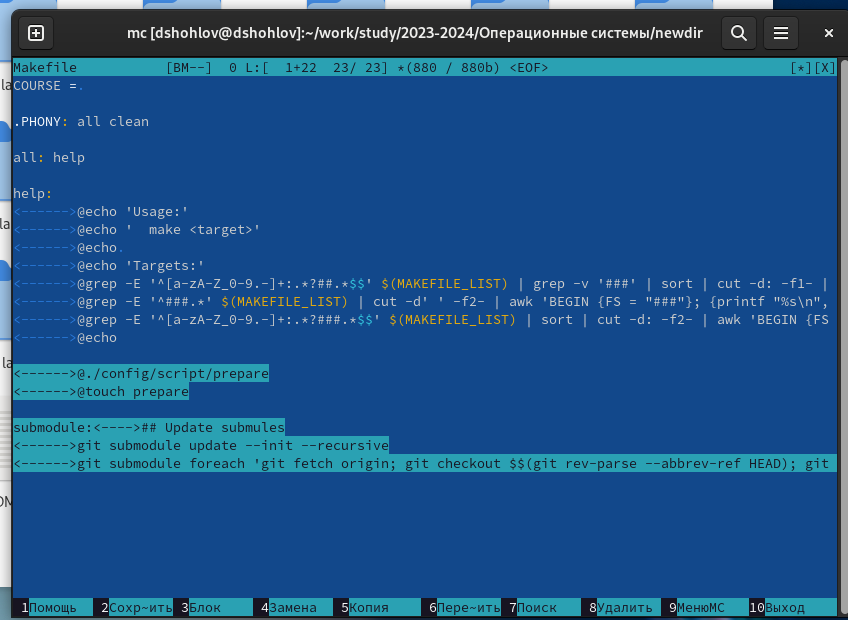 mc [dshohlov@dshohlov]:~/work/study/2023-2024/Операционные системы/newdir
Makefile [BM--] 0 L:[ 1+22 23/ 23] *(880 / 880b) <EOF> [*][X]
COURSE =.
.PHONY: all clean
all: help
help:
<------>@echo 'Usage:'
<------>@echo '  make <target>'
<------>@echo.
<------>@echo 'Targets:'
<------>@grep -E '^[a-zA-Z_0-9.-]+:.*?##.*$$' $(MAKEFILE_LIST) | grep -v '###' | sort | cut -d: -f1- |
<------>@grep -E '^###.*' $(MAKEFILE_LIST) | cut -d' ' -f2- | awk 'BEGIN {FS = "###"}; {printf "%s\n",
<------>@grep -E '^[a-zA-Z_0-9.-]+:.*?###.*$$' $(MAKEFILE_LIST) | sort | cut -d: -f2- | awk 'BEGIN {FS
<------>@echo
<------>@./config/script/prepare
<------>@touch prepare
submodule:<---->## Update submules
<------>git submodule update --init --recursive
<------>git submodule foreach 'git fetch origin; git checkout $$(git rev-parse --abbrev-ref HEAD); git
1Помощь 2Сохр~ить 3Блок 4Замена 5Копия 6Пере~ить 7Поиск 8Удалить 9МенюМС 10Выход